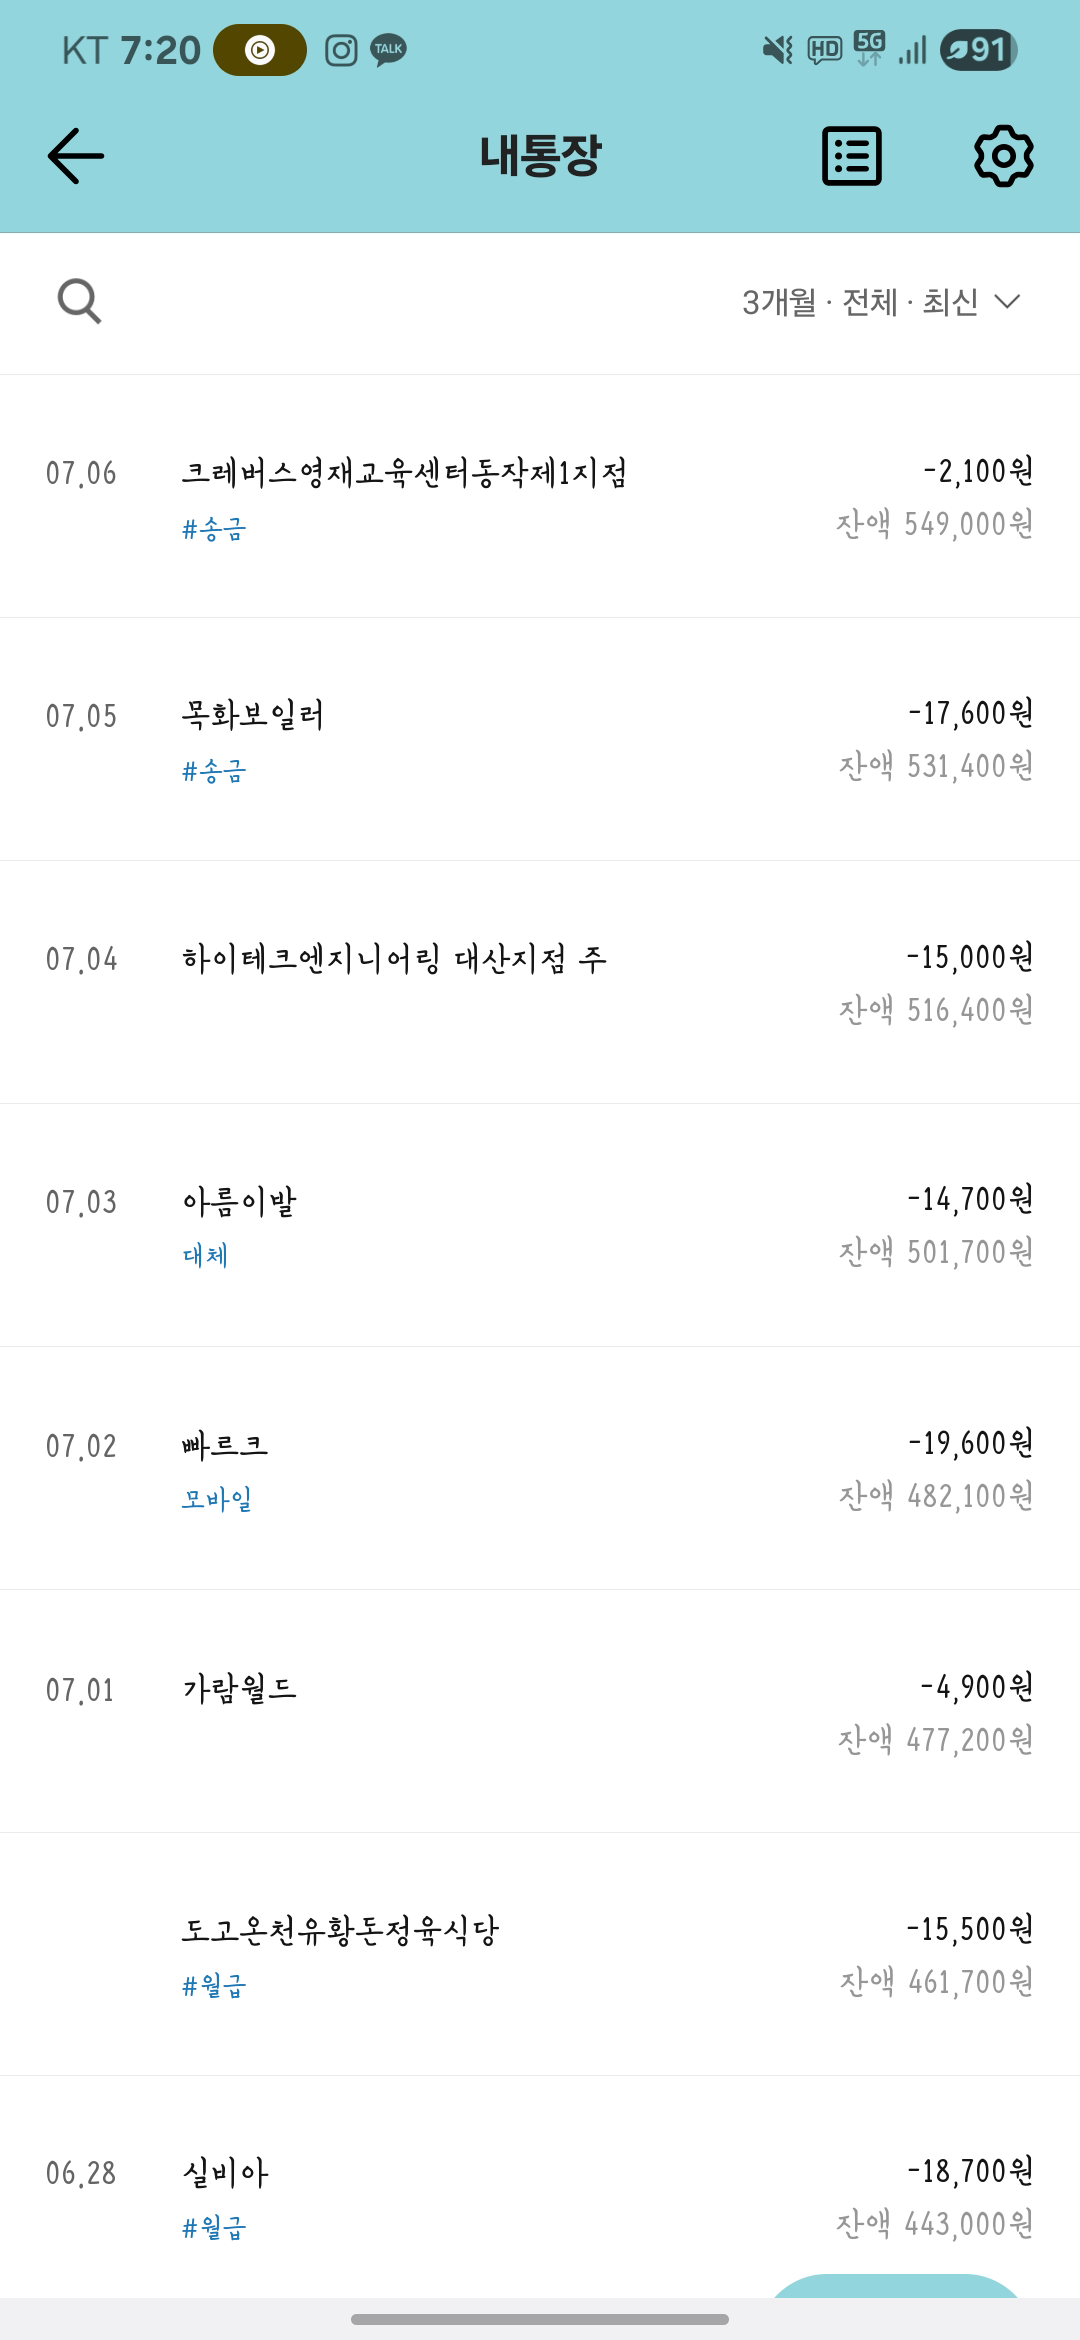 KT 7:20 TALK HD 5G 91
내통장
3개월 · 전체 · 최신
07.06 크레버스영재교육센터동작제1지점 -2,100원
#송금 잔액 549,000원
07.05 목화보일러 -17,600원
#송금 잔액 531,400원
07.04 하이테크엔지니어링 대산지점 주 -15,000원
잔액 516,400원
07.03 아름이발 -14,700원
대체 잔액 501,700원
07.02 빠르크 -19,600원
모바일 잔액 482,100원
07.01 가람월드 -4,900원
잔액 477,200원
도고온천유황돈정육식당 -15,500원
#월급 잔액 461,700원
06.28 실비아 -18,700원
#월급 잔액 443,000원